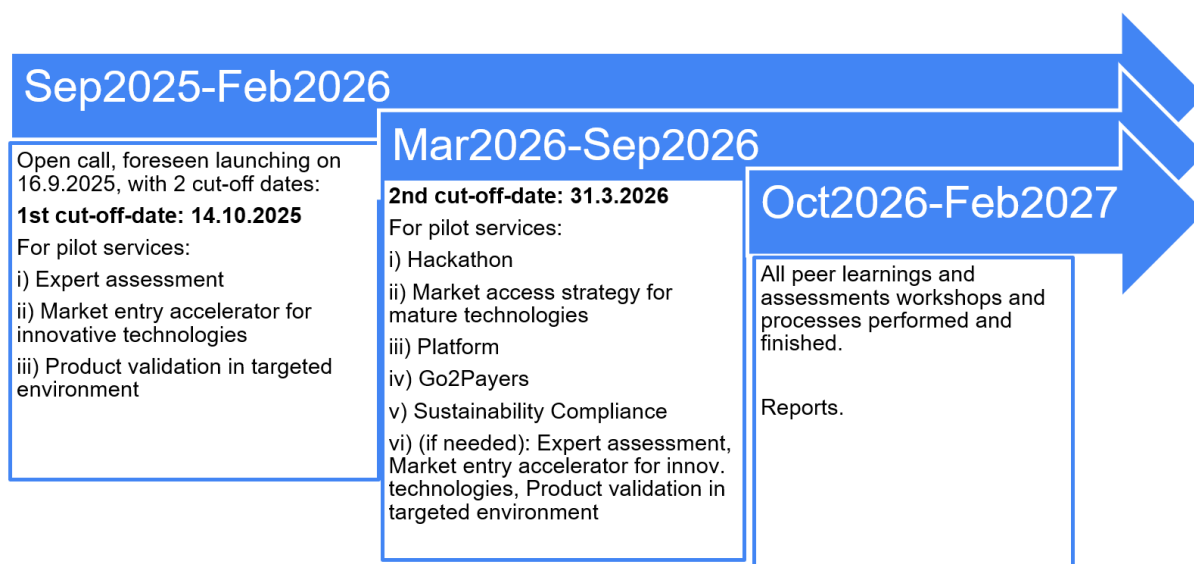 Sep2025-Feb2026
Open call, foreseen launching on
16.9.2025, with 2 cut-off dates:
1st cut-off-date: 14.10.2025
For pilot services:
i) Expert assessment
ii) Market entry accelerator for
innovative technologies
iii) Product validation in targeted
environment
Mar2026-Sep2026
2nd cut-off-date: 31.3.2026
For pilot services:
i) Hackathon
ii) Market access strategy for
mature technologies
iii) Platform
iv) Go2Payers
v) Sustainability Compliance
vi) (if needed): Expert assessment,
Market entry accelerator for innov.
technologies, Product validation in
targeted environment
Oct2026-Feb2027
All peer learnings and
assessments workshops and
processes performed and
finished.
Reports.